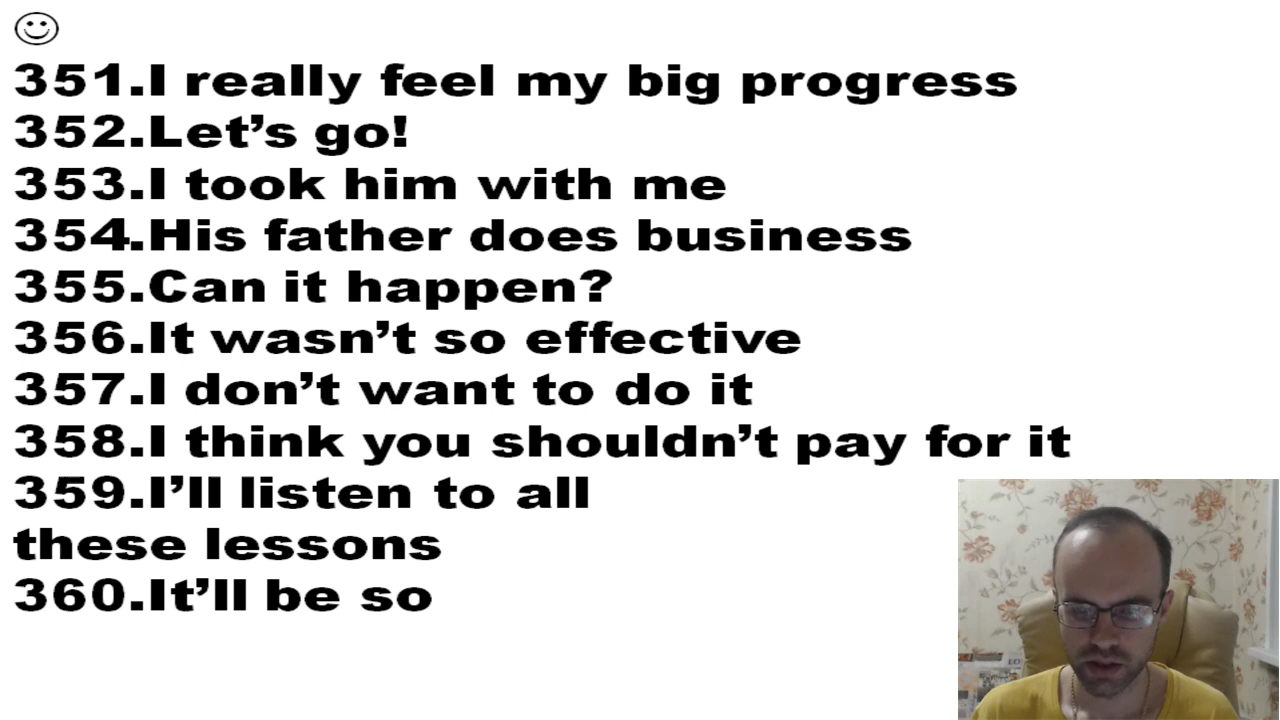 351.I really feel my big progress
352.Let’s go!
353.I took him with me
354.His father does business
355.Can it happen?
356.It wasn’t so effective
357.I don’t want to do it
358.I think you shouldn’t pay for it
359.I’ll listen to all
these lessons
360.It’ll be so